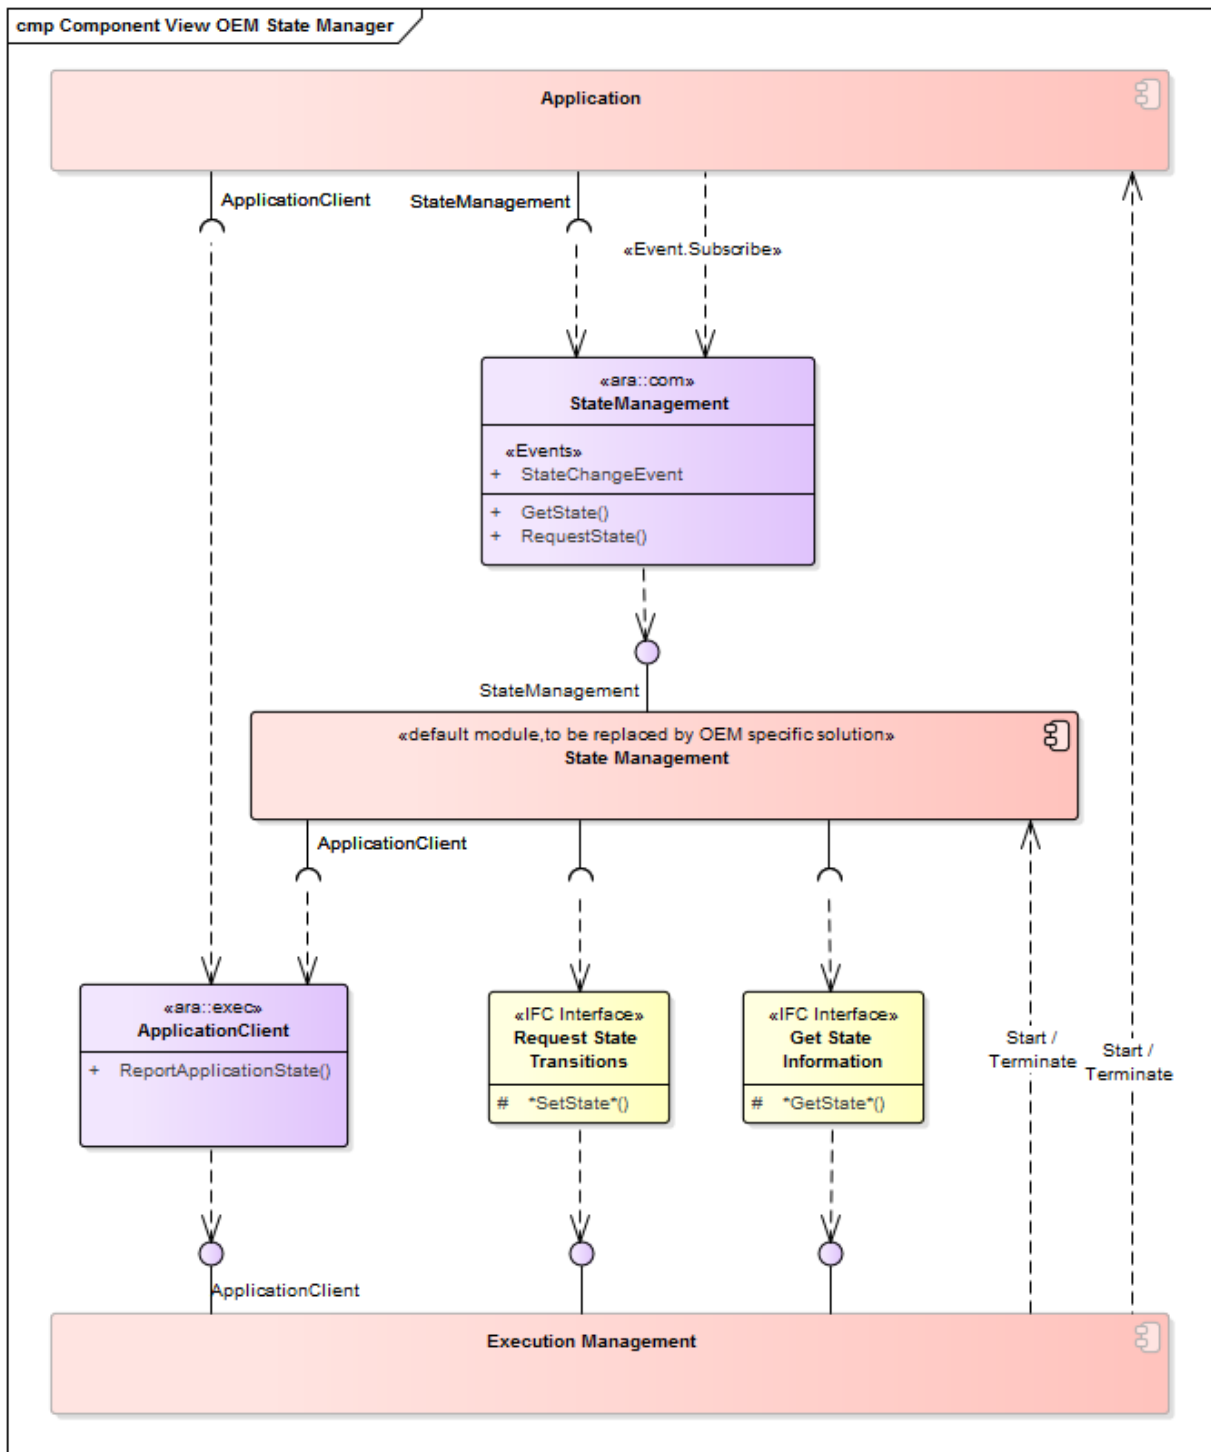 cmp Component View OEM State Manager
Application
ApplicationClient
StateManagement
«Event.Subscribe»
«ara::com»
StateManagement
«Events»
+ StateChangeEvent
+ GetState()
+ RequestState()
StateManagement
«default module,to be replaced by OEM specific solution»
State Management
ApplicationClient
«ara::exec»
ApplicationClient
+ ReportApplicationState()
«IFC Interface»
Request State
Transitions
# *SetState*()
«IFC Interface»
Get State
Information
# *GetState*()
Start /
Terminate
Start /
Terminate
ApplicationClient
Execution Management